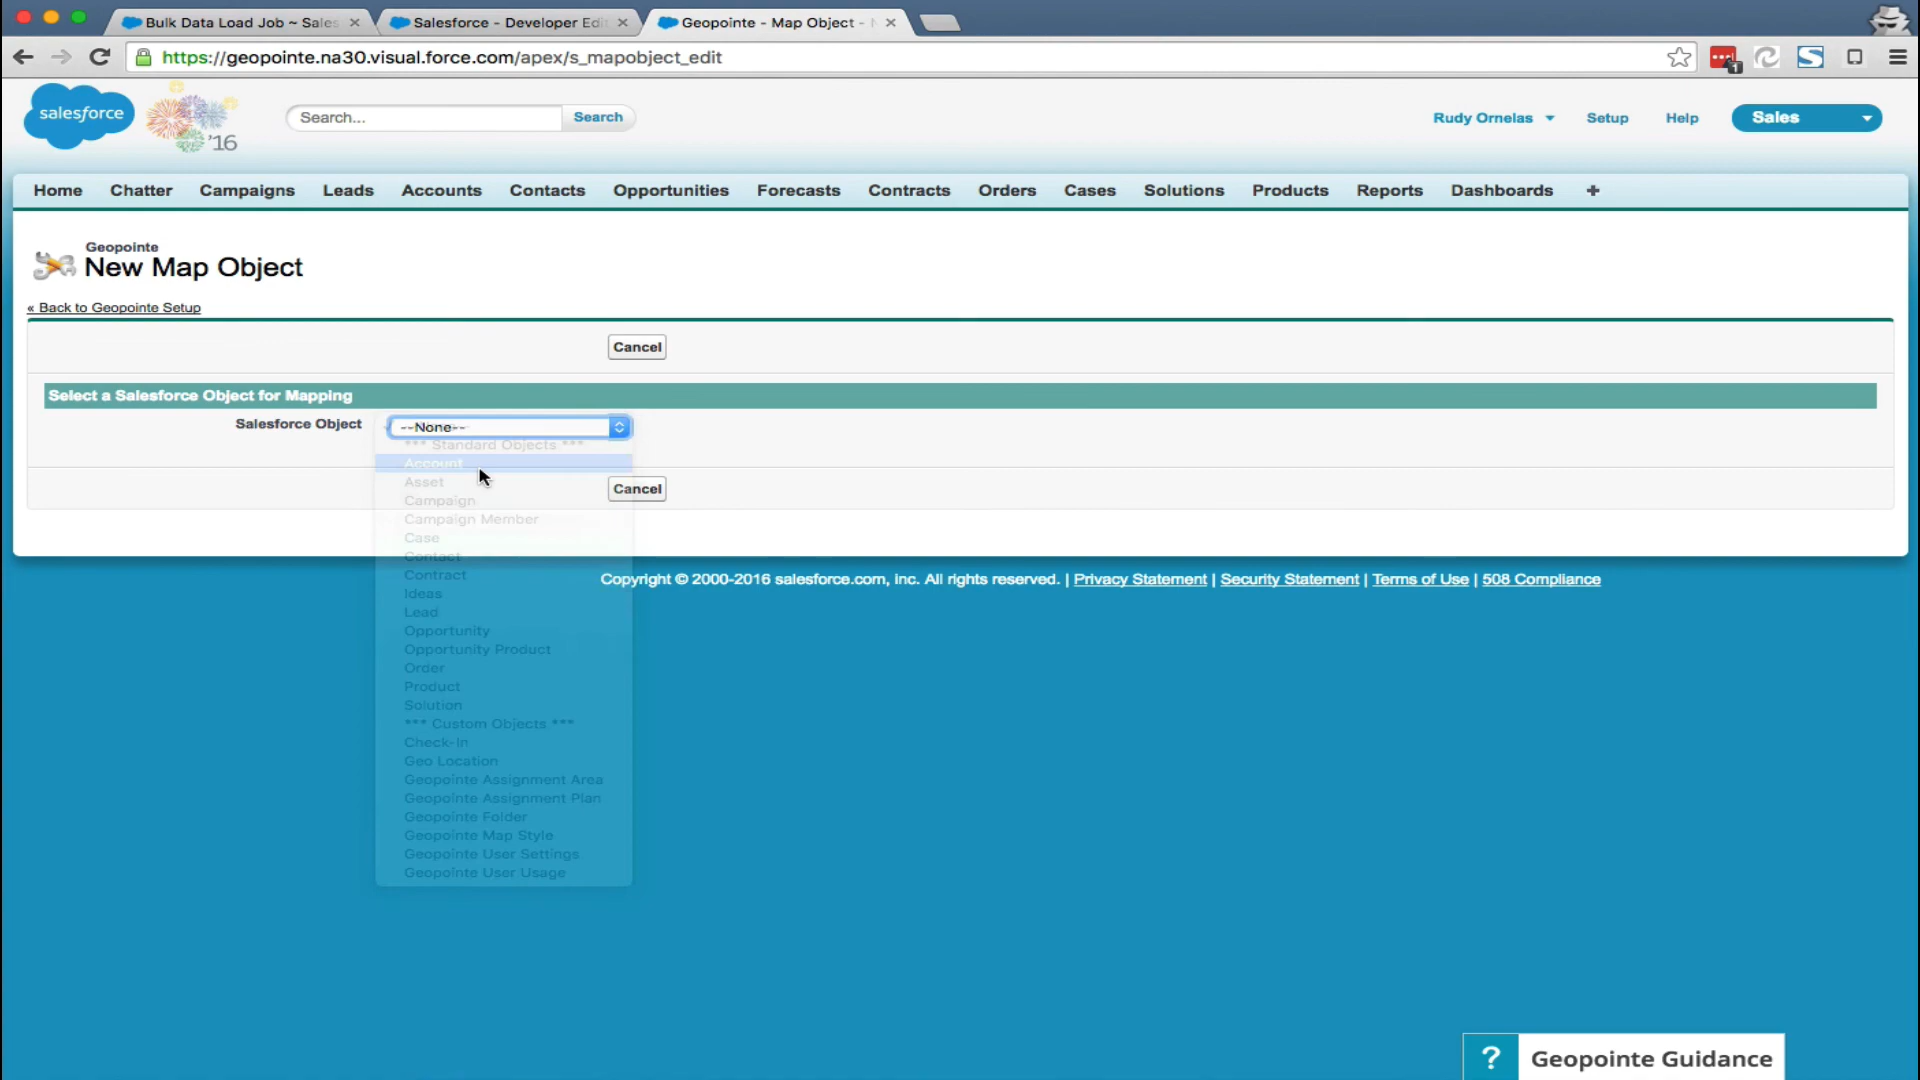 Bulk Data Load Job ~ Sales
Salesforce - Developer Edit
Geopointe - Map Object -
https://geopointe.na30.visual.force.com/apex/s_mapobject_edit
1
salesforce
'16
Search...
Search
Rudy Ornelas
Setup
Help
Sales
Home
Chatter
Campaigns
Leads
Accounts
Contacts
Opportunities
Forecasts
Contracts
Orders
Cases
Solutions
Products
Reports
Dashboards
+
Geopointe
New Map Object
« Back to Geopointe Setup
Cancel
Select a Salesforce Object for Mapping
Salesforce Object
--None--
*** Standard Objects ***
Account
Asset
Campaign
Campaign Member
Case
Contact
Contract
Ideas
Lead
Opportunity
Opportunity Product
Order
Product
Solution
*** Custom Objects ***
Check-In
Geo Location
Geopointe Assignment Area
Geopointe Assignment Plan
Geopointe Folder
Geopointe Map Style
Geopointe User Settings
Geopointe User Usage
Cancel
Copyright © 2000-2016 salesforce.com, inc. All rights reserved. | Privacy Statement | Security Statement | Terms of Use | 508 Compliance
? Geopointe Guidance